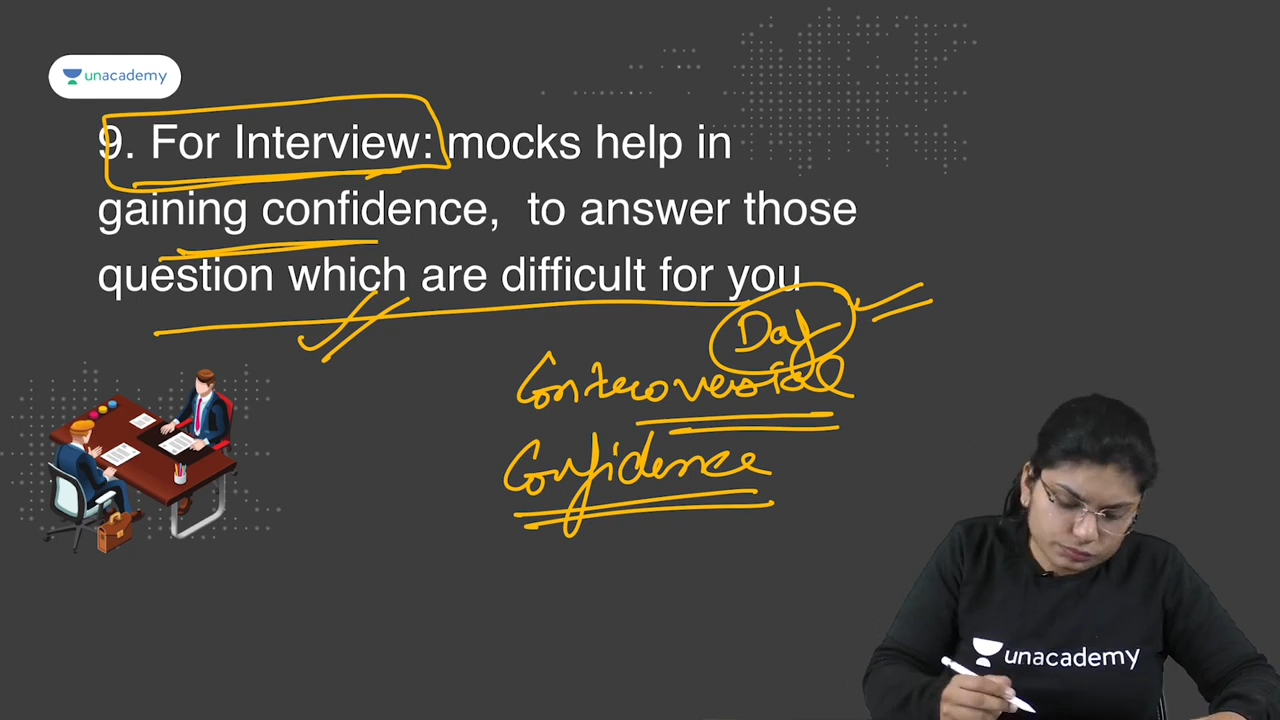 unacademy
9. For Interview: mocks help in
gaining confidence, to answer those
question which are difficult for you
Day
Controversial
Confidence
unacademy